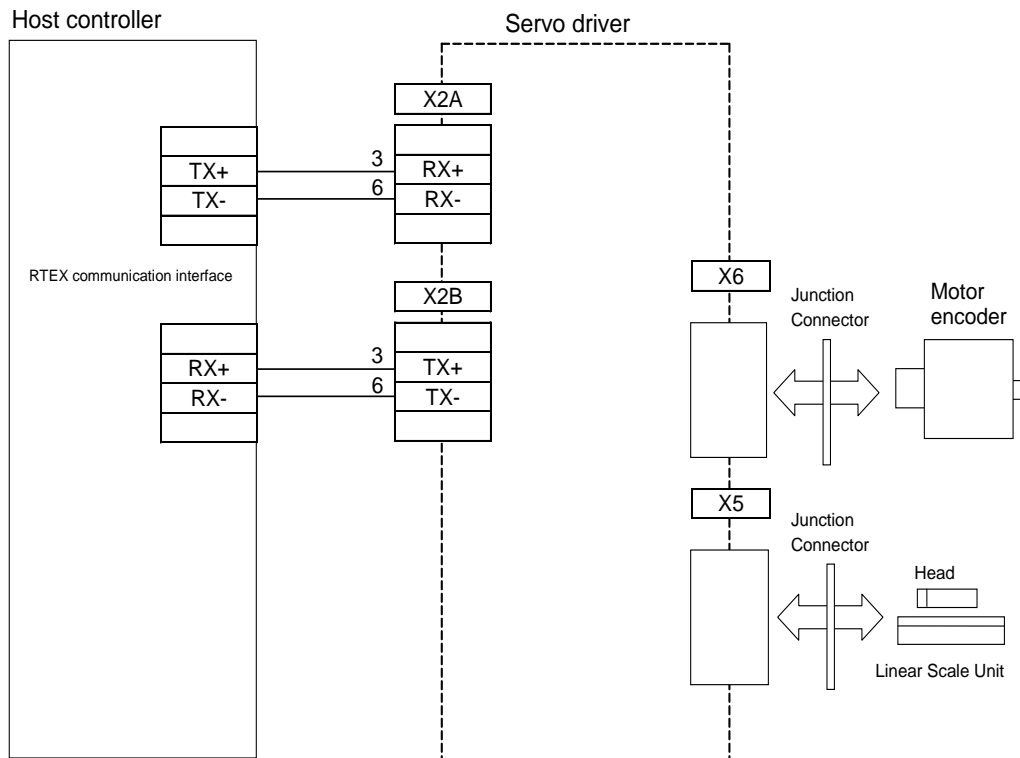 Host controller
Servo driver
X2A
TX+
3
RX+
TX-
6
RX-
RTEX communication interface
X2B
RX+
3
TX+
RX-
6
TX-
X6
Junction
Connector
Motor
encoder
X5
Junction
Connector
Head
Linear Scale Unit